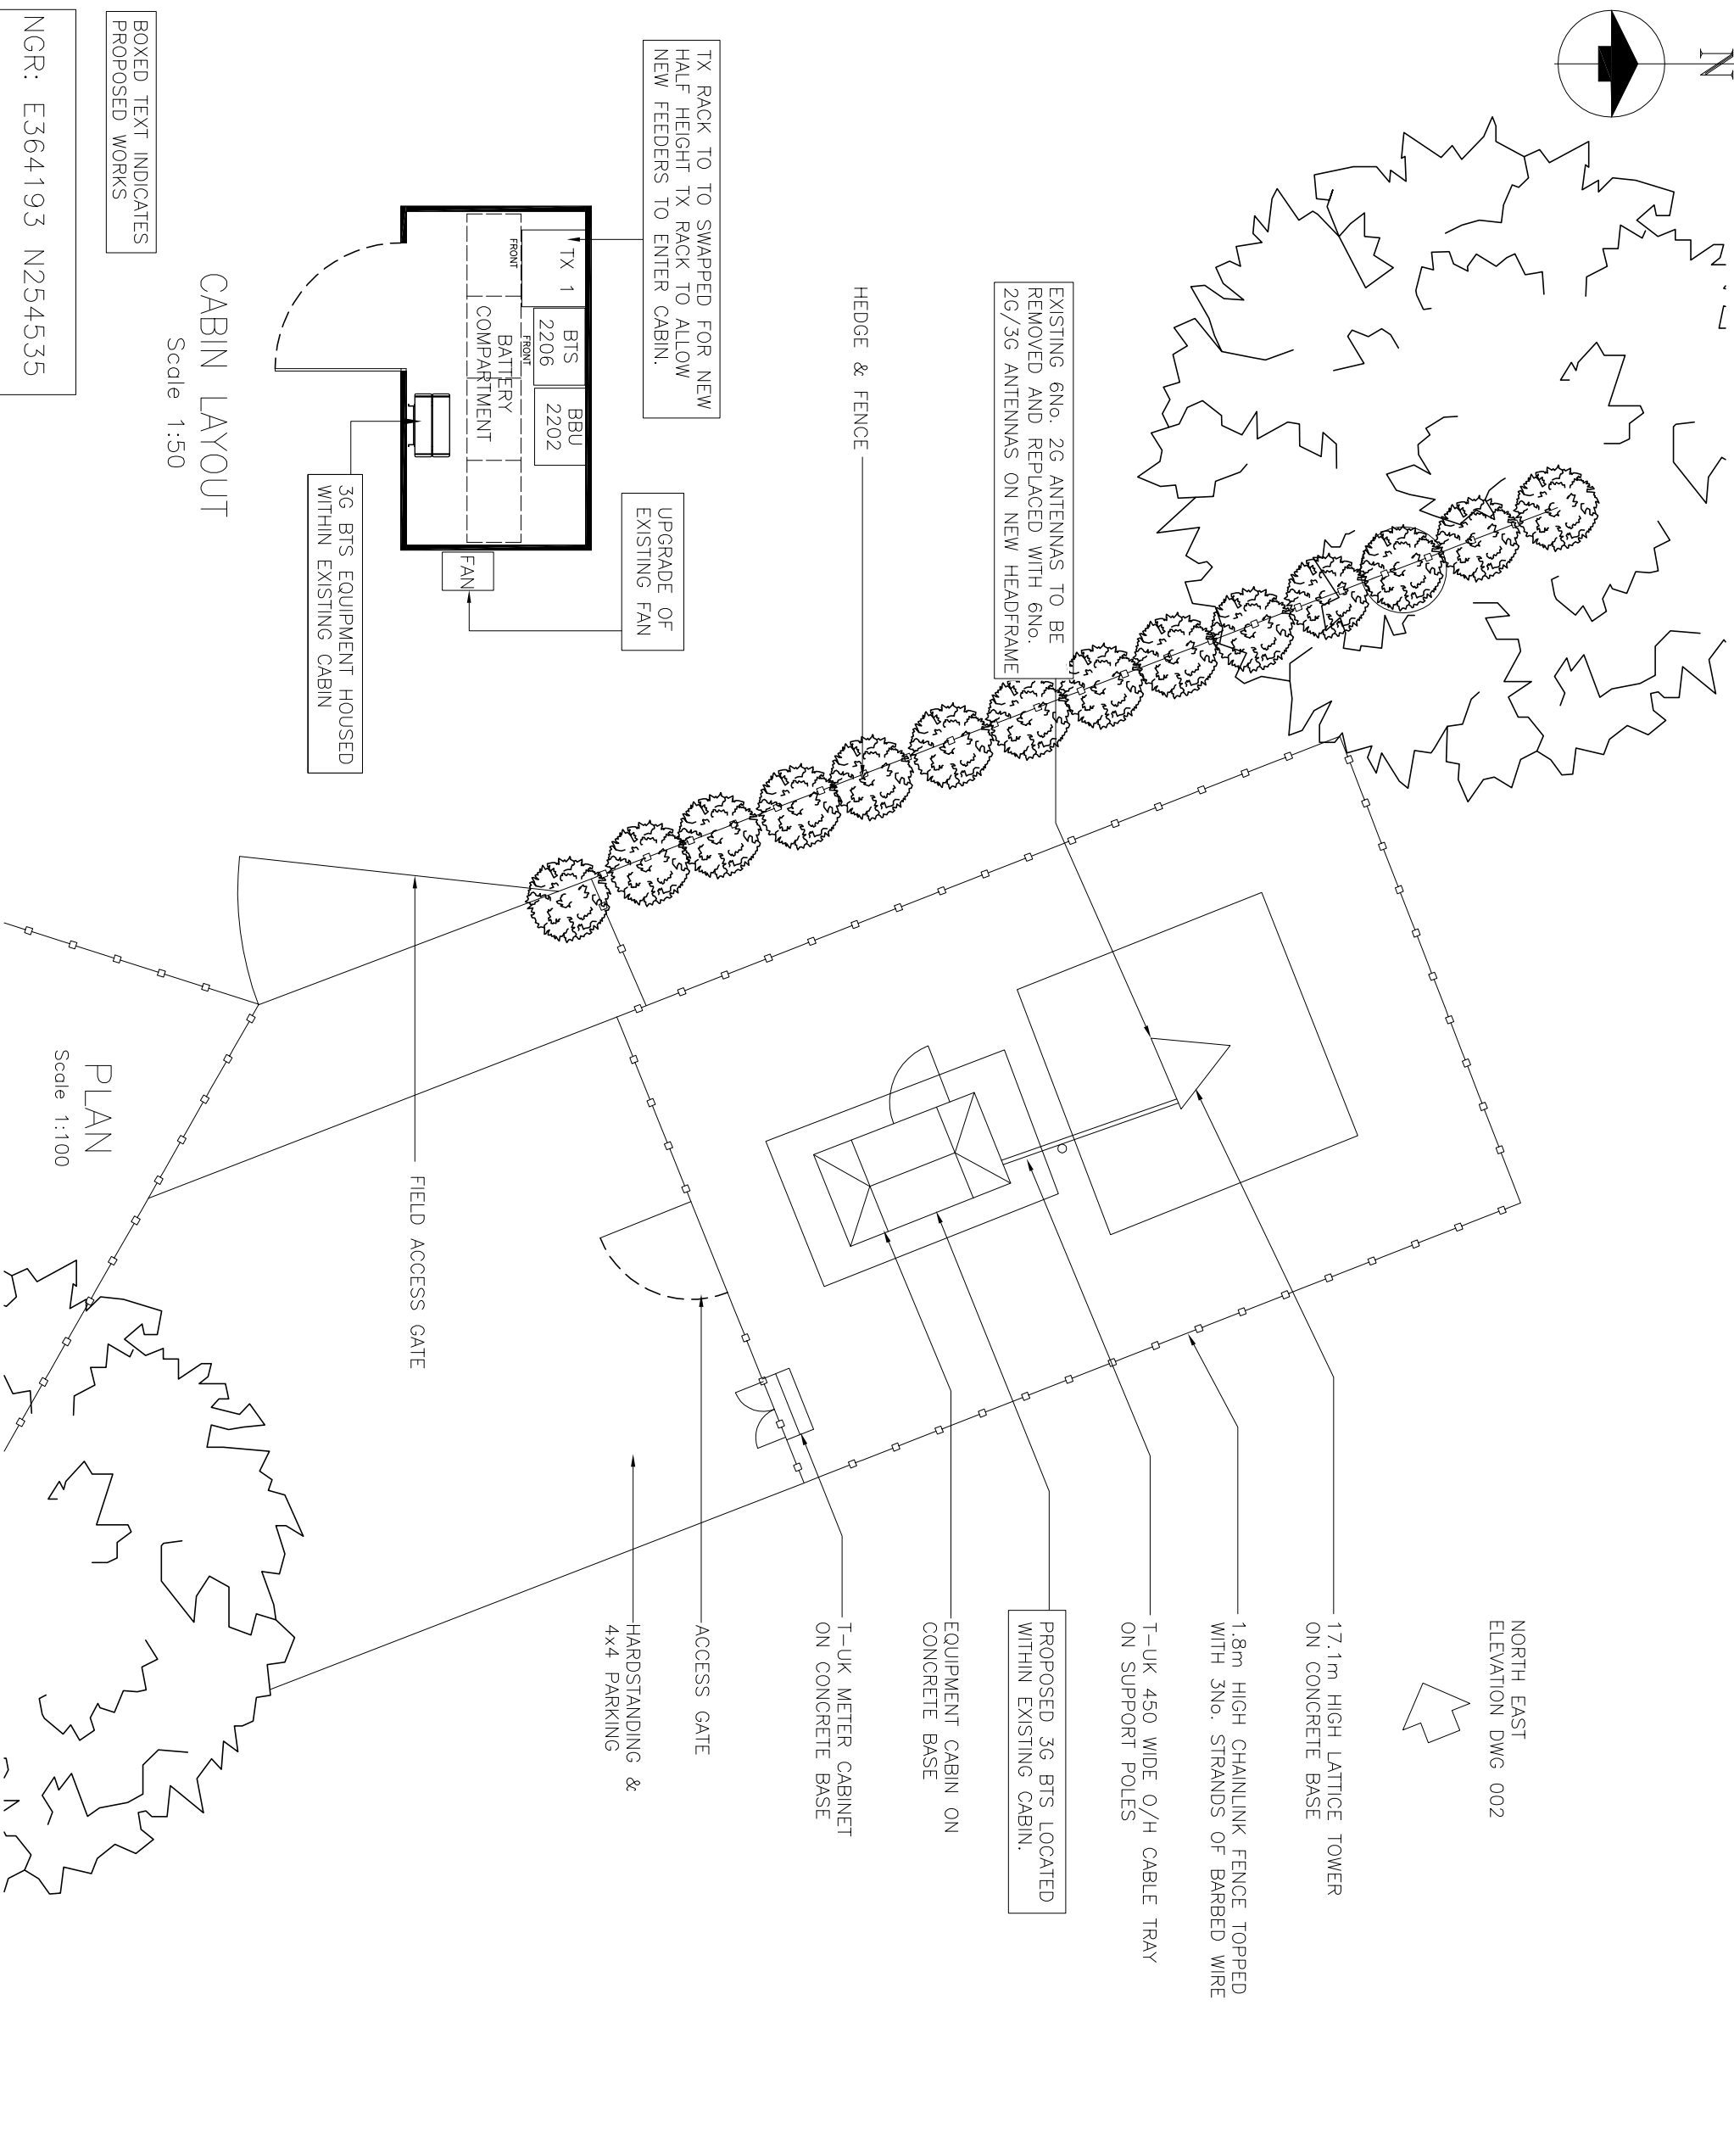 N
NORTH EAST
ELEVATION DWG 002
17.1m HIGH LATTICE TOWER
ON CONCRETE BASE
1.8m HIGH CHAINLINK FENCE TOPPED
WITH 3No. STRANDS OF BARBED WIRE
T-UK 450 WIDE O/H CABLE TRAY
ON SUPPORT POLES
PROPOSED 3G BTS LOCATED
WITHIN EXISTING CABIN.
EQUIPMENT CABIN ON
CONCRETE BASE
T-UK METER CABINET
ON CONCRETE BASE
ACCESS GATE
HARDSTANDING &
4x4 PARKING
EXISTING 6No. 2G ANTENNAS TO BE
REMOVED AND REPLACED WITH 6No.
2G/3G ANTENNAS ON NEW HEADFRAME
HEDGE & FENCE
TX RACK TO TO SWAPPED FOR NEW
HALF HEIGHT TX RACK TO ALLOW
NEW FEEDERS TO ENTER CABIN.
UPGRADE OF
EXISTING FAN
TX 1
BTS
2206
BBU
2202
FRONT
FRONT
BATTERY
COMPARTMENT
FAN
3G BTS EQUIPMENT HOUSED
WITHIN EXISTING CABIN
FIELD ACCESS GATE
CABIN LAYOUT
Scale 1:50
PLAN
Scale 1:100
BOXED TEXT INDICATES
PROPOSED WORKS
NGR: E364193 N254535